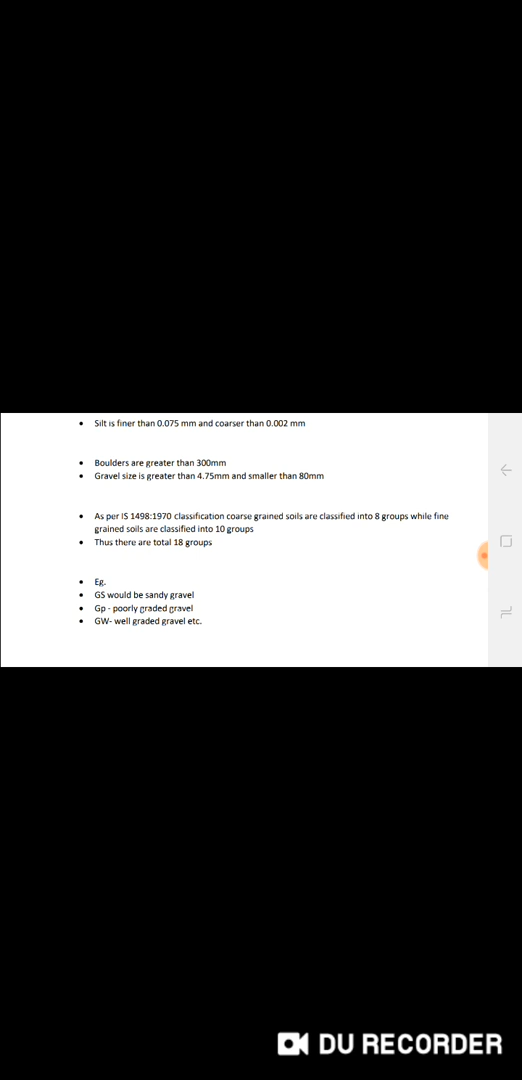 • Silt is finer than 0.075 mm and coarser than 0.002 mm
• Boulders are greater than 300mm
• Gravel size is greater than 4.75mm and smaller than 80mm
• As per IS 1498:1970 classification coarse grained soils are classified into 8 groups while fine
grained soils are classified into 10 groups
• Thus there are total 18 groups
• Eg.
• GS would be sandy gravel
• Gp - poorly graded gravel
• GW- well graded gravel etc.
DU RECORDER